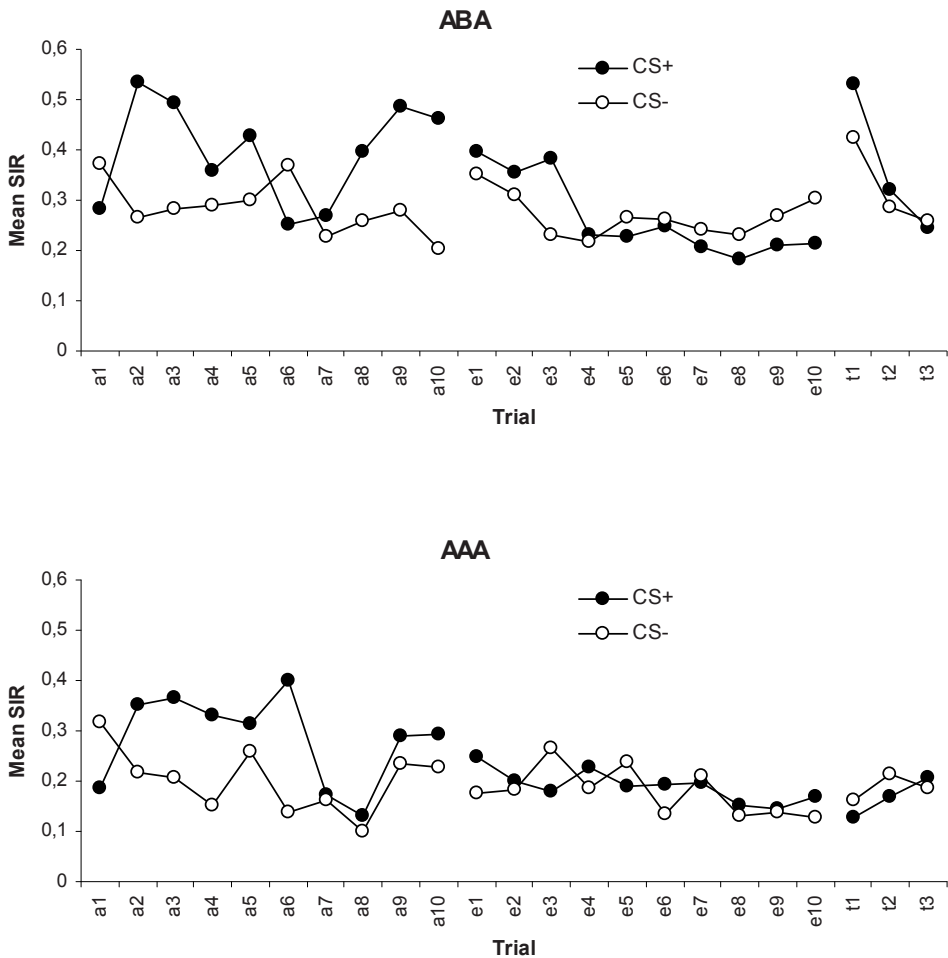 ABA
0,6
0,5
0,4
0,3
0,2
0,1
0
Mean SIR
CS+
CS-
a1 a2 a3 a4 a5 a6 a7 a8 a9 a10 e1 e2 e3 e4 e5 e6 e7 e8 e9 e10 t1 t2 t3
Trial
AAA
0,6
0,5
0,4
0,3
0,2
0,1
0
Mean SIR
CS+
CS-
a1 a2 a3 a4 a5 a6 a7 a8 a9 a10 e1 e2 e3 e4 e5 e6 e7 e8 e9 e10 t1 t2 t3
Trial